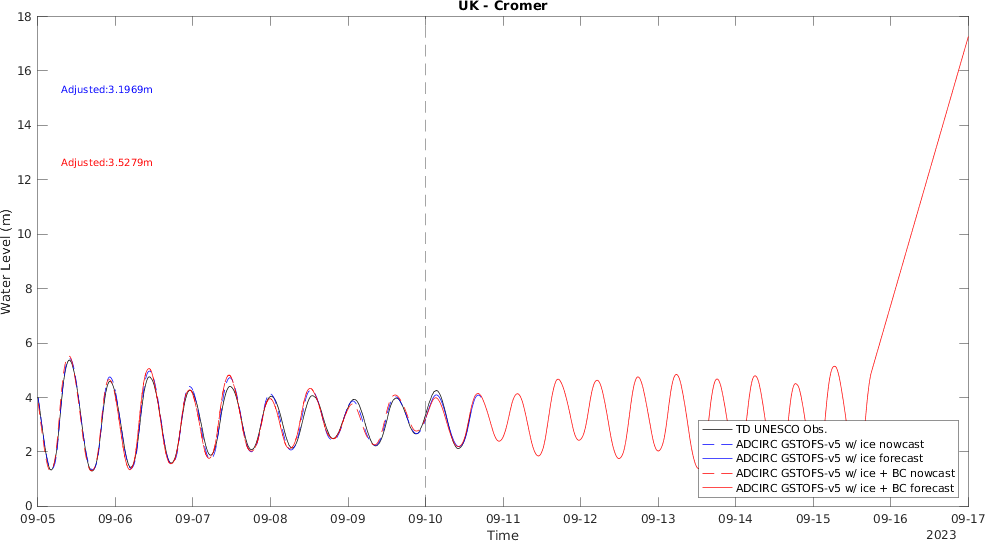 UK - Cromer
18
16
14
12
10
8
6
4
2
0
Water Level (m)
Adjusted:3.1969m
Adjusted:3.5279m
TD UNESCO Obs.
ADCIRC GSTOFS-v5 w/ ice nowcast
ADCIRC GSTOFS-v5 w/ ice forecast
ADCIRC GSTOFS-v5 w/ ice + BC nowcast
ADCIRC GSTOFS-v5 w/ ice + BC forecast
09-05 09-06 09-07 09-08 09-09 09-10 09-11 09-12 09-13 09-14 09-15 09-16 09-17
Time
2023